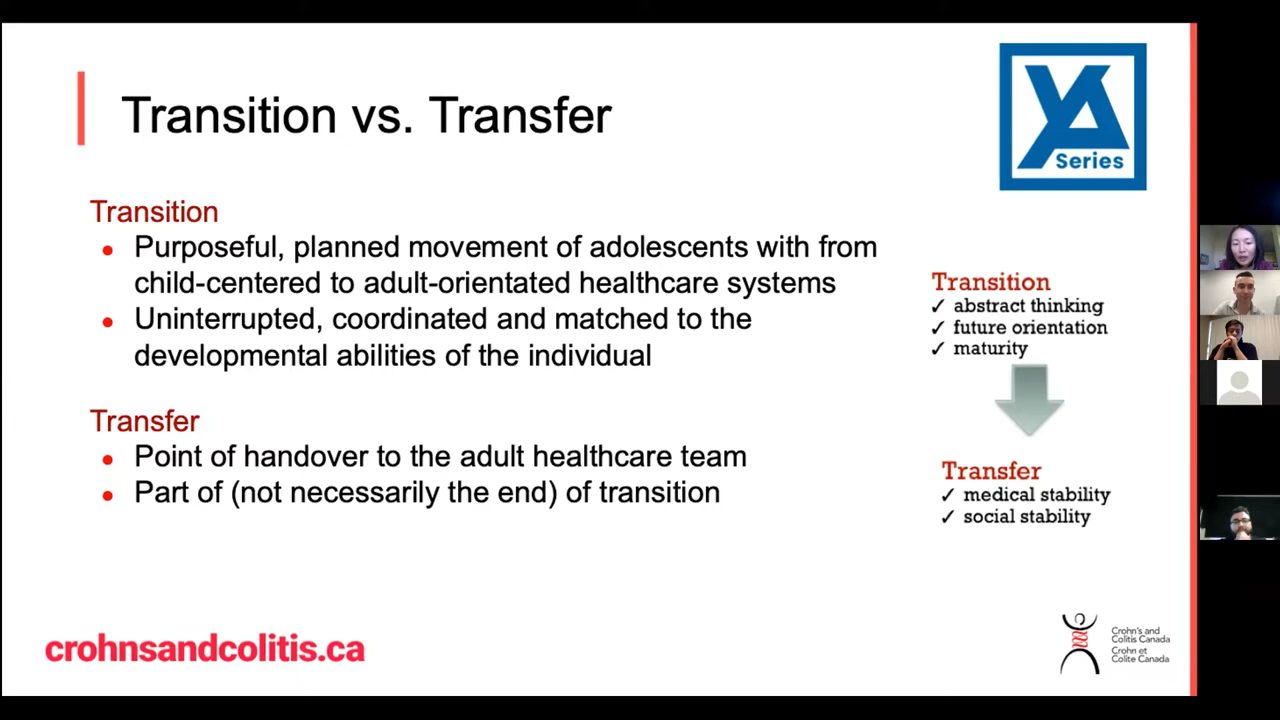 Transition vs. Transfer
YA
Series
Transition
• Purposeful, planned movement of adolescents with from
child-centered to adult-orientated healthcare systems
• Uninterrupted, coordinated and matched to the
developmental abilities of the individual
Transfer
• Point of handover to the adult healthcare team
• Part of (not necessarily the end) of transition
Transition
✓ abstract thinking
✓ future orientation
✓ maturity
Transfer
✓ medical stability
✓ social stability
crohnsandcolitis.ca
Crohn's and
Colitis Canada
Crohn et
Colite Canada